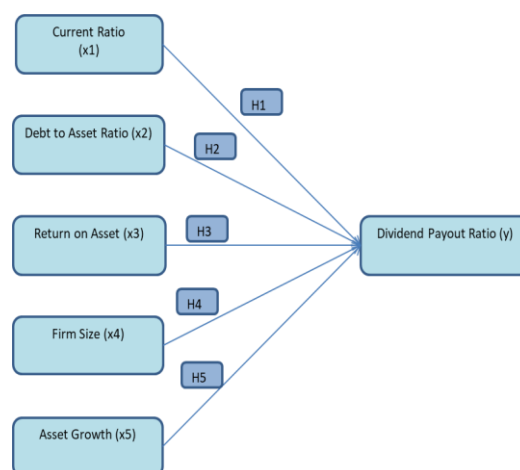 Current Ratio
(x1)
H1
Debt to Asset Ratio (x2)
H2
Return on Asset (x3)
H3
Dividend Payout Ratio (y)
H4
Firm Size (x4)
H5
Asset Growth (x5)